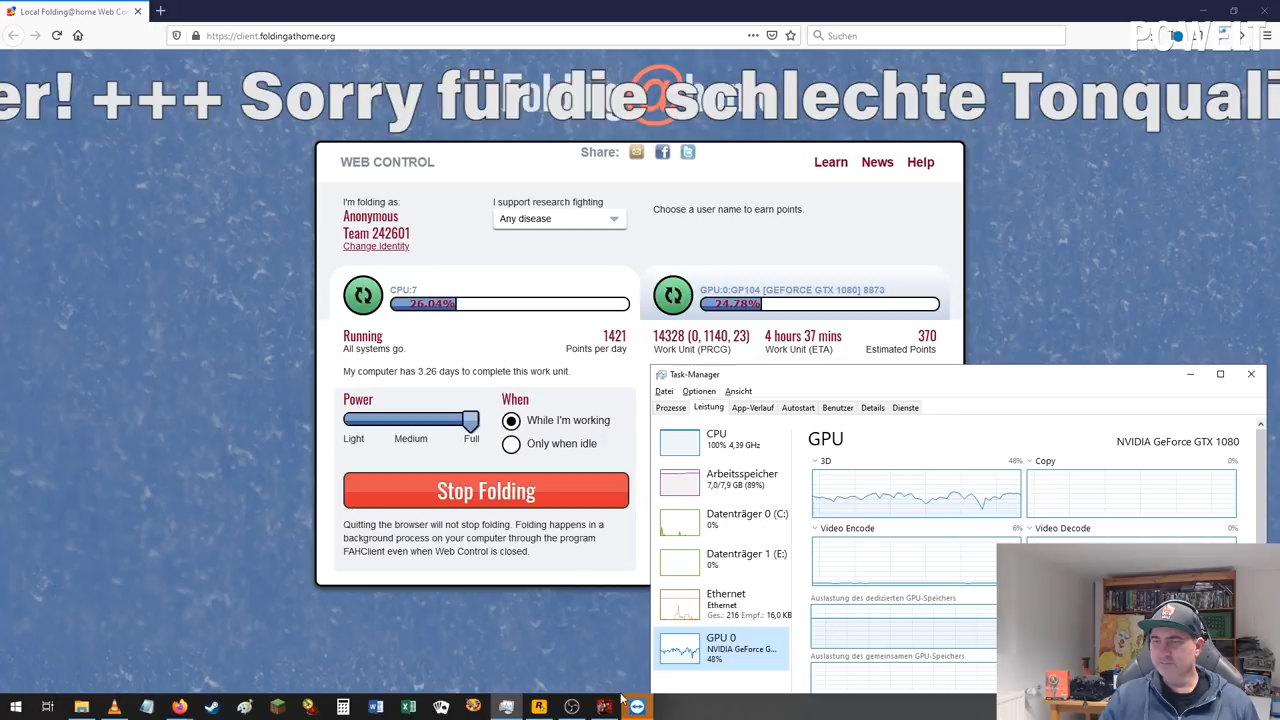 Local Folding@home Web Co
https://client.foldingathome.org
Suchen
PCWELT
er! +++ Sorry für die schlechte Tonquali
Folding@home
WEB CONTROL
Share:
Learn News Help
I'm folding as:
Anonymous
Team 242601
Change Identity
I support research fighting
Any disease
Choose a user name to earn points.
CPU:7
26.04%
GPU:0:GP104 [GEFORCE GTX 1080] 8873
24.78%
Running
All systems go.
1421
Points per day
14328 (0, 1140, 23)
Work Unit (PRCG)
4 hours 37 mins
Work Unit (ETA)
370
Estimated Points
My computer has 3.26 days to complete this work unit.
Power
Light Medium Full
When
While I'm working
Only when idle
Stop Folding
Quitting the browser will not stop folding. Folding happens in a
background process on your computer through the program
FAHClient even when Web Control is closed.
Task-Manager
Datei Optionen Ansicht
Prozesse Leistung App-Verlauf Autostart Benutzer Details Dienste
CPU
100% 4,39 GHz
Arbeitsspeicher
7,0/7,9 GB (89%)
Datenträger 0 (C:)
0%
Datenträger 1 (E:)
0%
Ethernet
Ethernet
Ges.: 216 Empf.: 16,0 KB
GPU 0
NVIDIA GeForce G...
48%
GPU
NVIDIA GeForce GTX 1080
3D 48%
Copy 0%
Video Encode 6%
Video Decode 0%
Auslastung des dedizierten GPU-Speichers
Auslastung des gemeinsamen GPU-Speichers